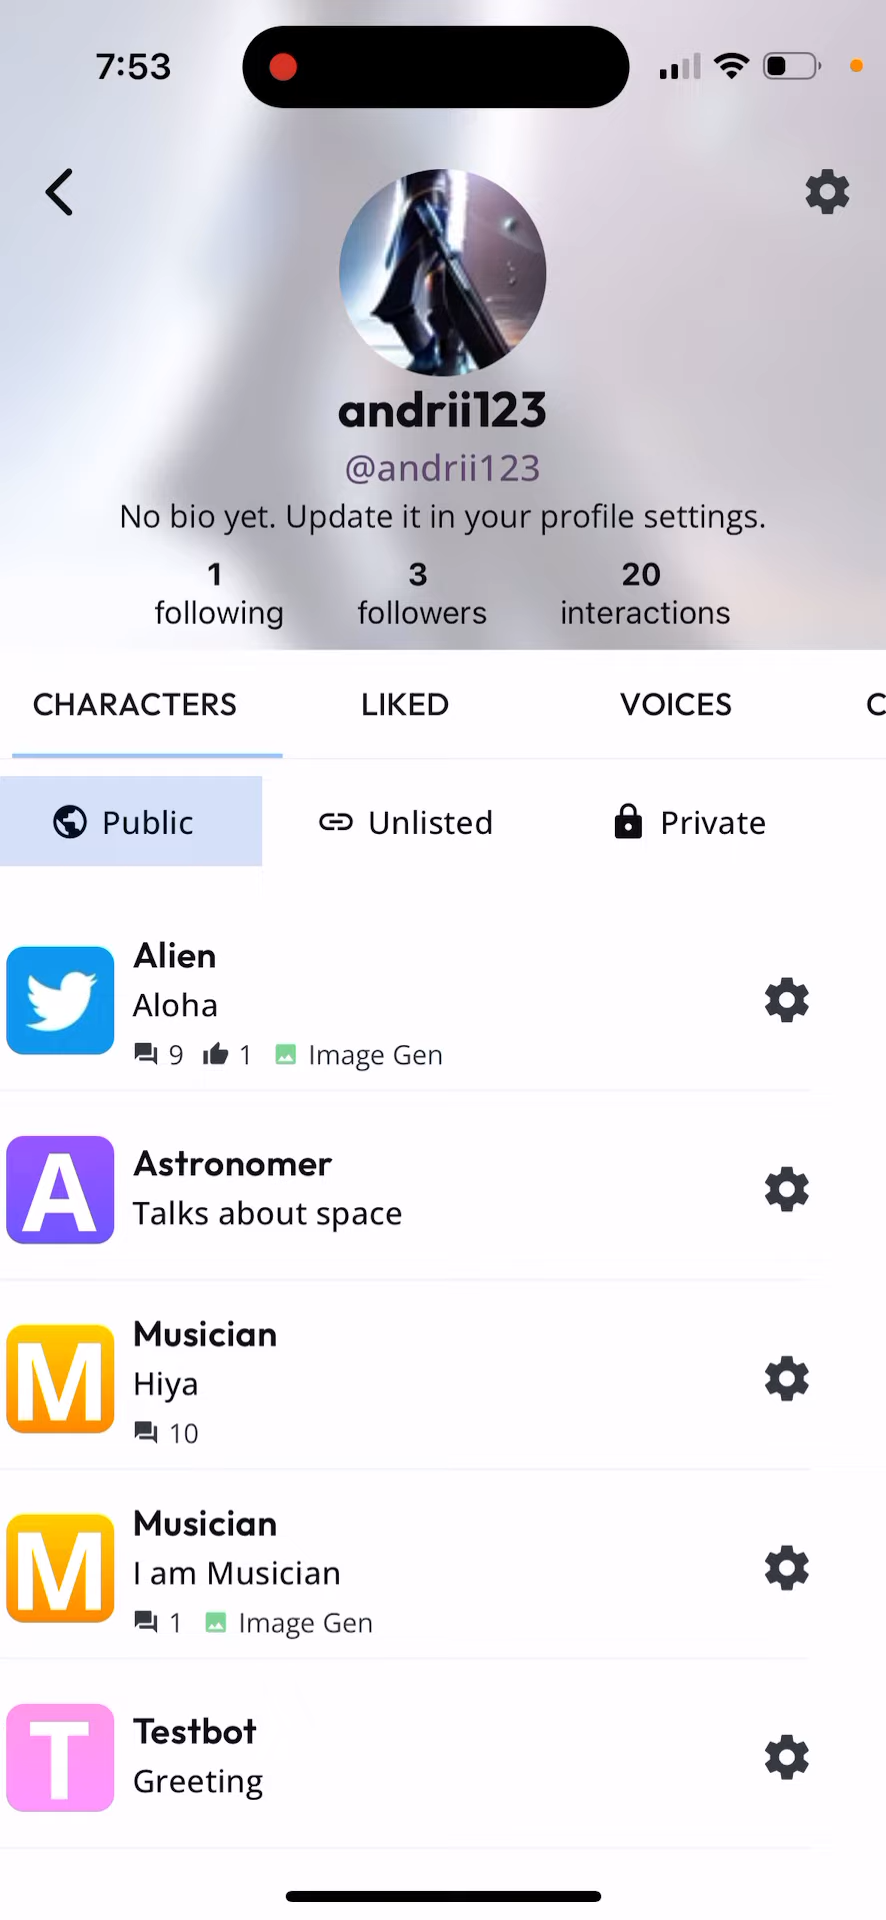 7:53
andrii123
@andrii123
No bio yet. Update it in your profile settings.
1 3 20
following followers interactions
CHARACTERS LIKED VOICES C
Public Unlisted Private
Alien
Aloha
9 1 Image Gen
A
Astronomer
Talks about space
M
Musician
Hiya
10
M
Musician
I am Musician
1 Image Gen
T
Testbot
Greeting